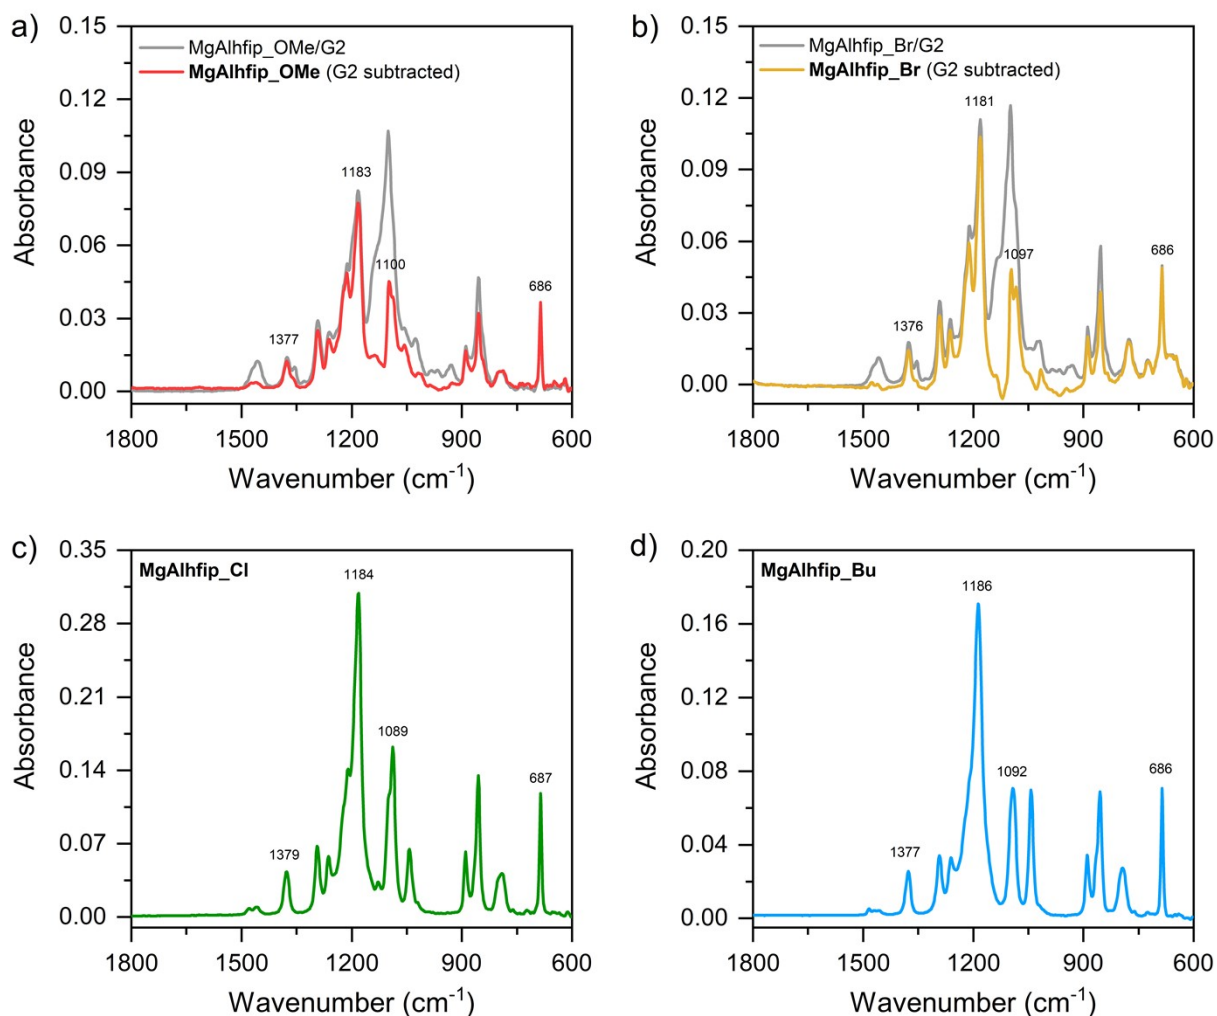 a)
MgAlhfip_OMe/G2
MgAlhfip_OMe (G2 subtracted)
0.15
0.12
0.09
0.06
0.03
0.00
Absorbance
1183
1100
1377
686
1800 1500 1200 900 600
Wavenumber (cm-1)
b)
MgAlhfip_Br/G2
MgAlhfip_Br (G2 subtracted)
0.15
0.12
0.09
0.06
0.03
0.00
Absorbance
1181
1097
686
1376
1800 1500 1200 900 600
Wavenumber (cm-1)
c)
MgAlhfip_Cl
0.35
0.28
0.21
0.14
0.07
0.00
Absorbance
1184
1089
687
1379
1800 1500 1200 900 600
Wavenumber (cm-1)
d)
MgAlhfip_Bu
0.20
0.16
0.12
0.08
0.04
0.00
Absorbance
1186
1092
686
1377
1800 1500 1200 900 600
Wavenumber (cm-1)